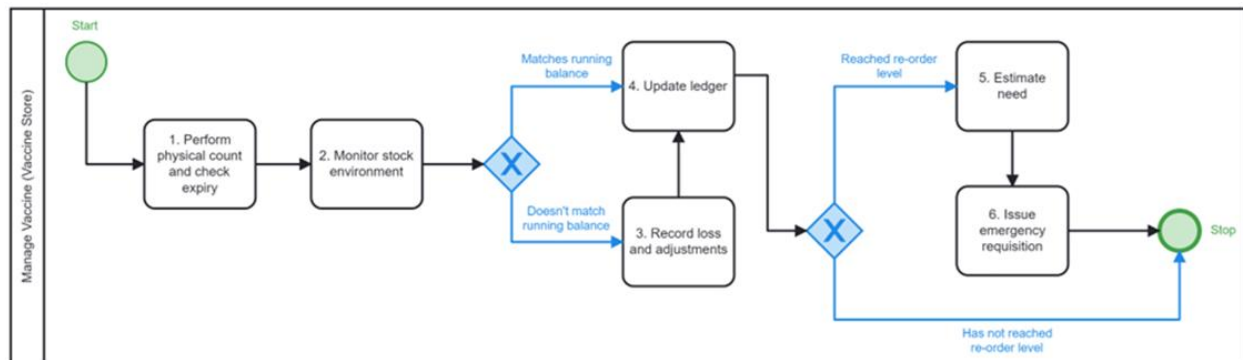 Manage Vaccine (Vaccine Store)
Start
1. Perform
physical count
and check
expiry
2. Monitor stock
environment
Matches running
balance
Doesn't match
running balance
4. Update ledger
3. Record loss
and adjustments
Reached re-order
level
5. Estimate
need
6. Issue
emergency
requisition
Stop
Has not reached
re-order level